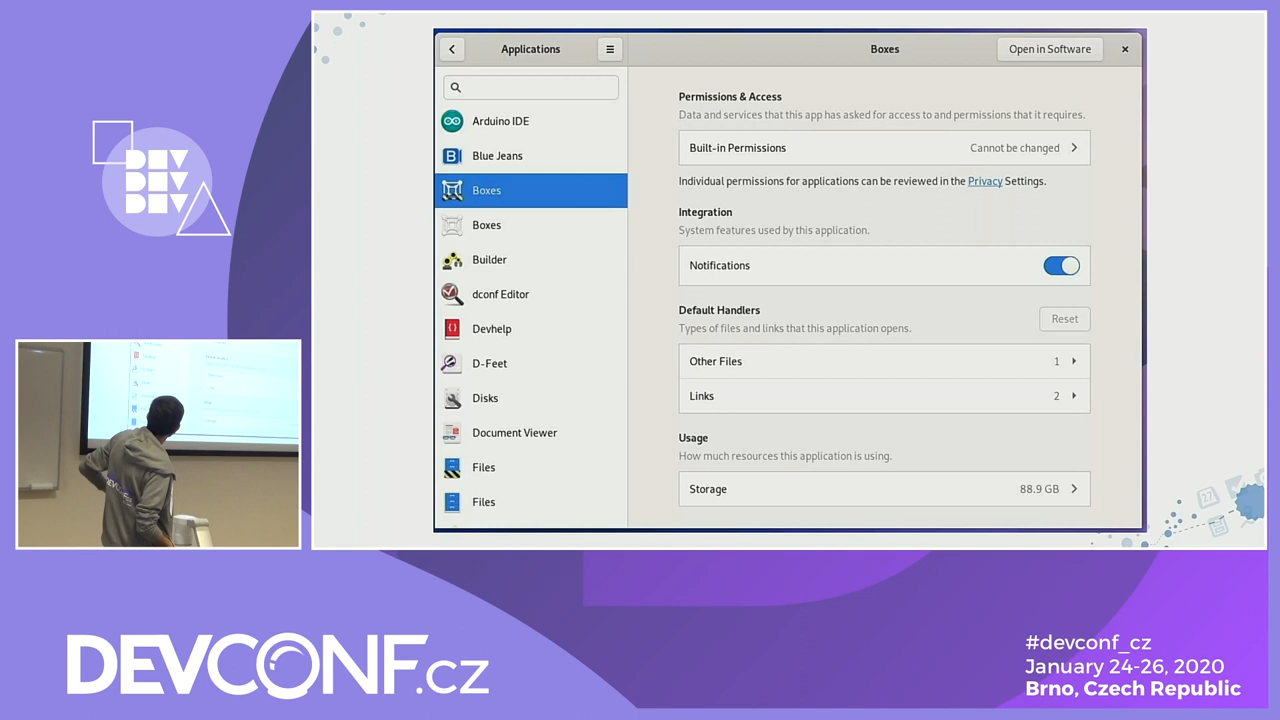 Applications
Boxes
Open in Software
Arduino IDE
Blue Jeans
Boxes
Boxes
Builder
dconf Editor
Devhelp
D-Feet
Disks
Document Viewer
Files
Files
Permissions & Access
Data and services that this app has asked for access to and permissions that it requires.
Built-in Permissions
Cannot be changed
Individual permissions for applications can be reviewed in the Privacy Settings.
Integration
System features used by this application.
Notifications
Default Handlers
Types of files and links that this application opens.
Reset
Other Files
1
Links
2
Usage
How much resources this application is using.
Storage
88.9 GB
DEV
DEV
DEV
DEVCONF.cz
#devconf_cz
January 24-26, 2020
Brno, Czech Republic